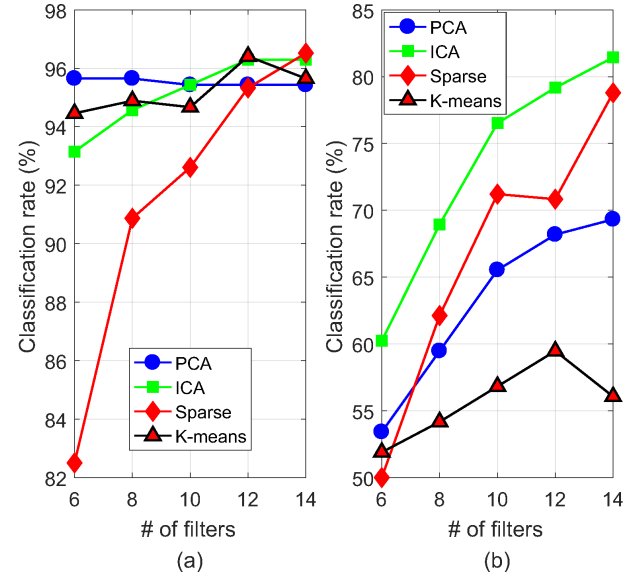 98
96
94
92
90
88
86
84
82
Classification rate (%)
PCA
ICA
Sparse
K-means
6
8
10
12
14
# of filters
(a)
85
80
75
70
65
60
55
50
Classification rate (%)
PCA
ICA
Sparse
K-means
6
8
10
12
14
# of filters
(b)